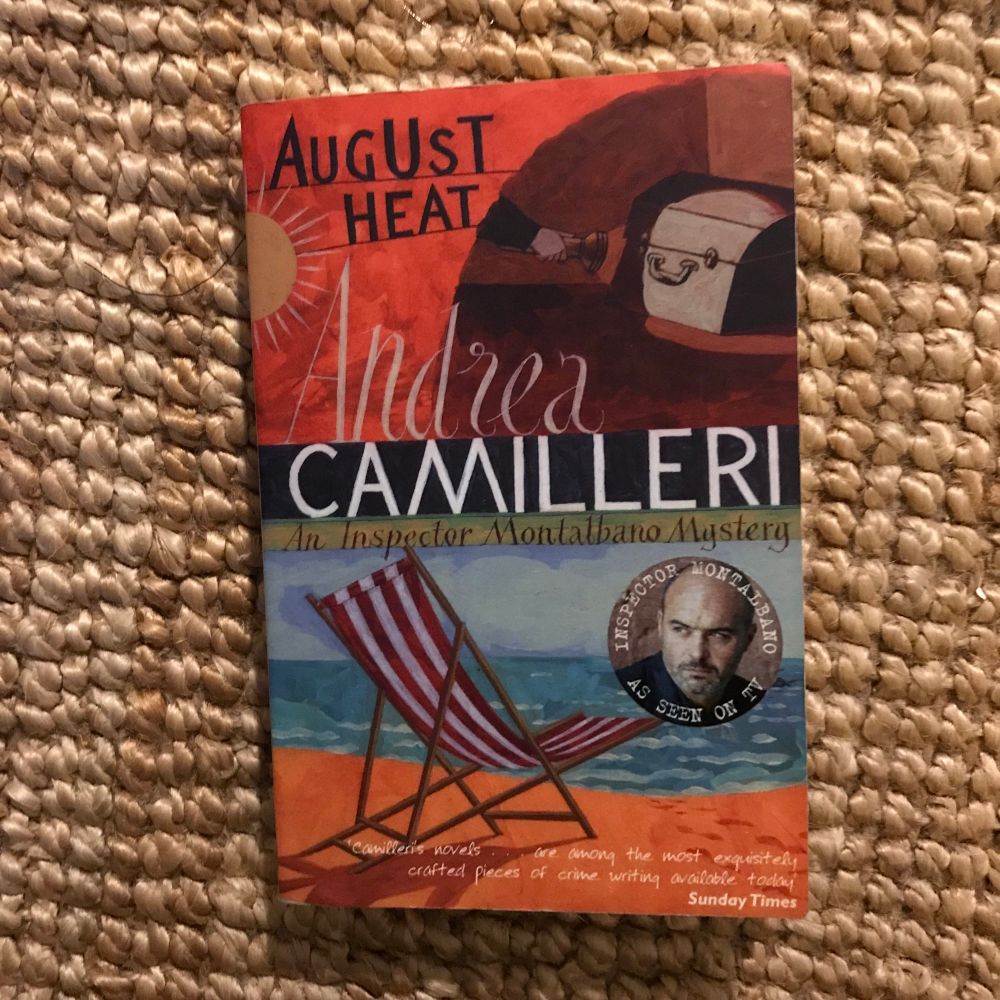 AUGUST
HEAT
Andrea
CAMILLERI
An Inspector Montalbano Mystery
INSPECTOR MONTALBANO
AS SEEN ON TV
'Camilleri's novels . . . are among the most exquisitely
crafted pieces of crime writing available today'
Sunday Times